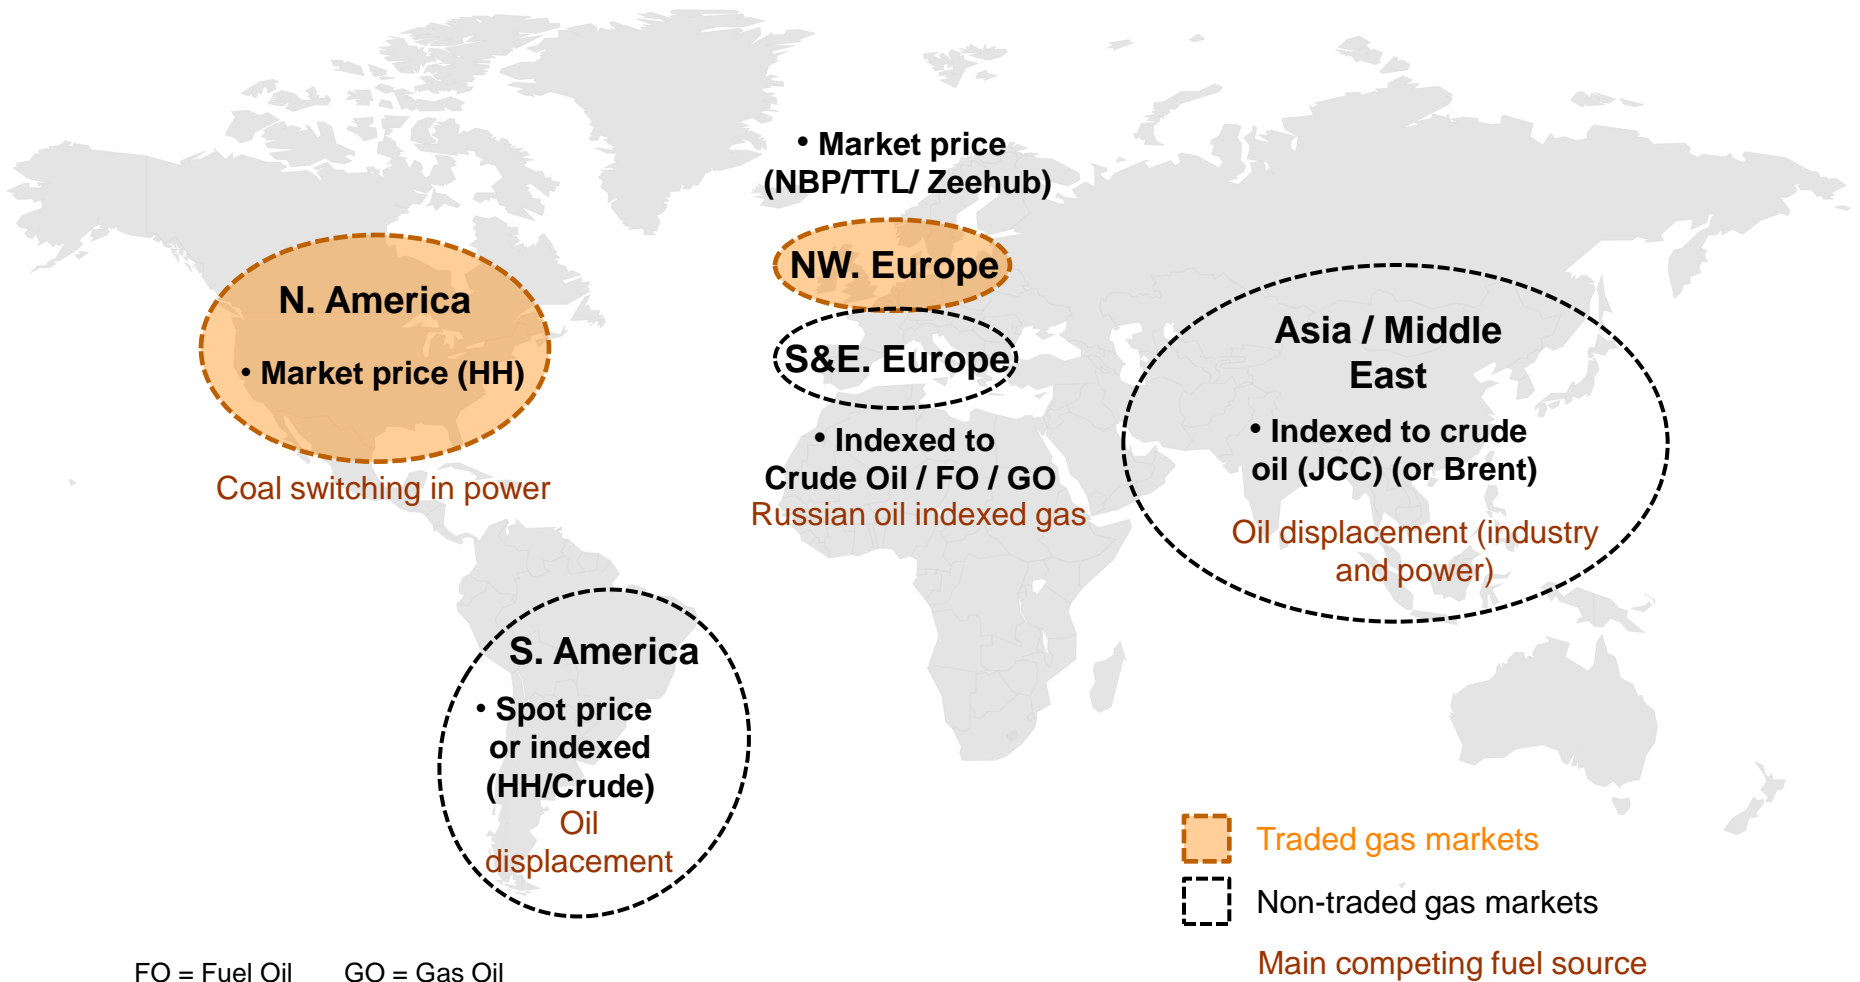 • Market price
(NBP/TTL/ Zeehub)
NW. Europe
N. America
• Market price (HH)
Coal switching in power
S&E. Europe
• Indexed to
Crude Oil / FO / GO
Russian oil indexed gas
Asia / Middle
East
• Indexed to crude
oil (JCC) (or Brent)
Oil displacement (industry
and power)
S. America
• Spot price
or indexed
(HH/Crude)
Oil
displacement
Traded gas markets
Non-traded gas markets
Main competing fuel source
FO = Fuel Oil GO = Gas Oil